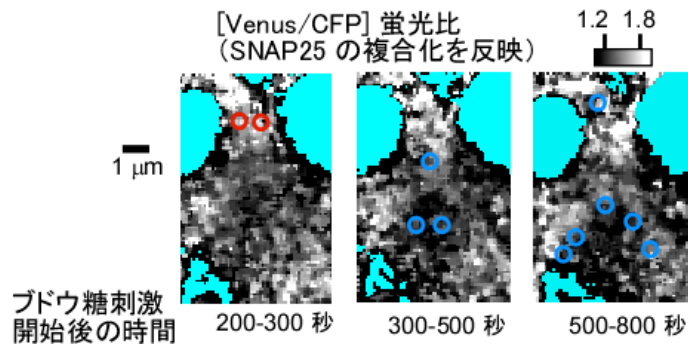 [Venus/CFP] 蛍光比
（SNAP25 の複合化を反映）
1.2 1.8
1 μm
ブドウ糖刺激
開始後の時間
200-300 秒
300-500 秒
500-800 秒